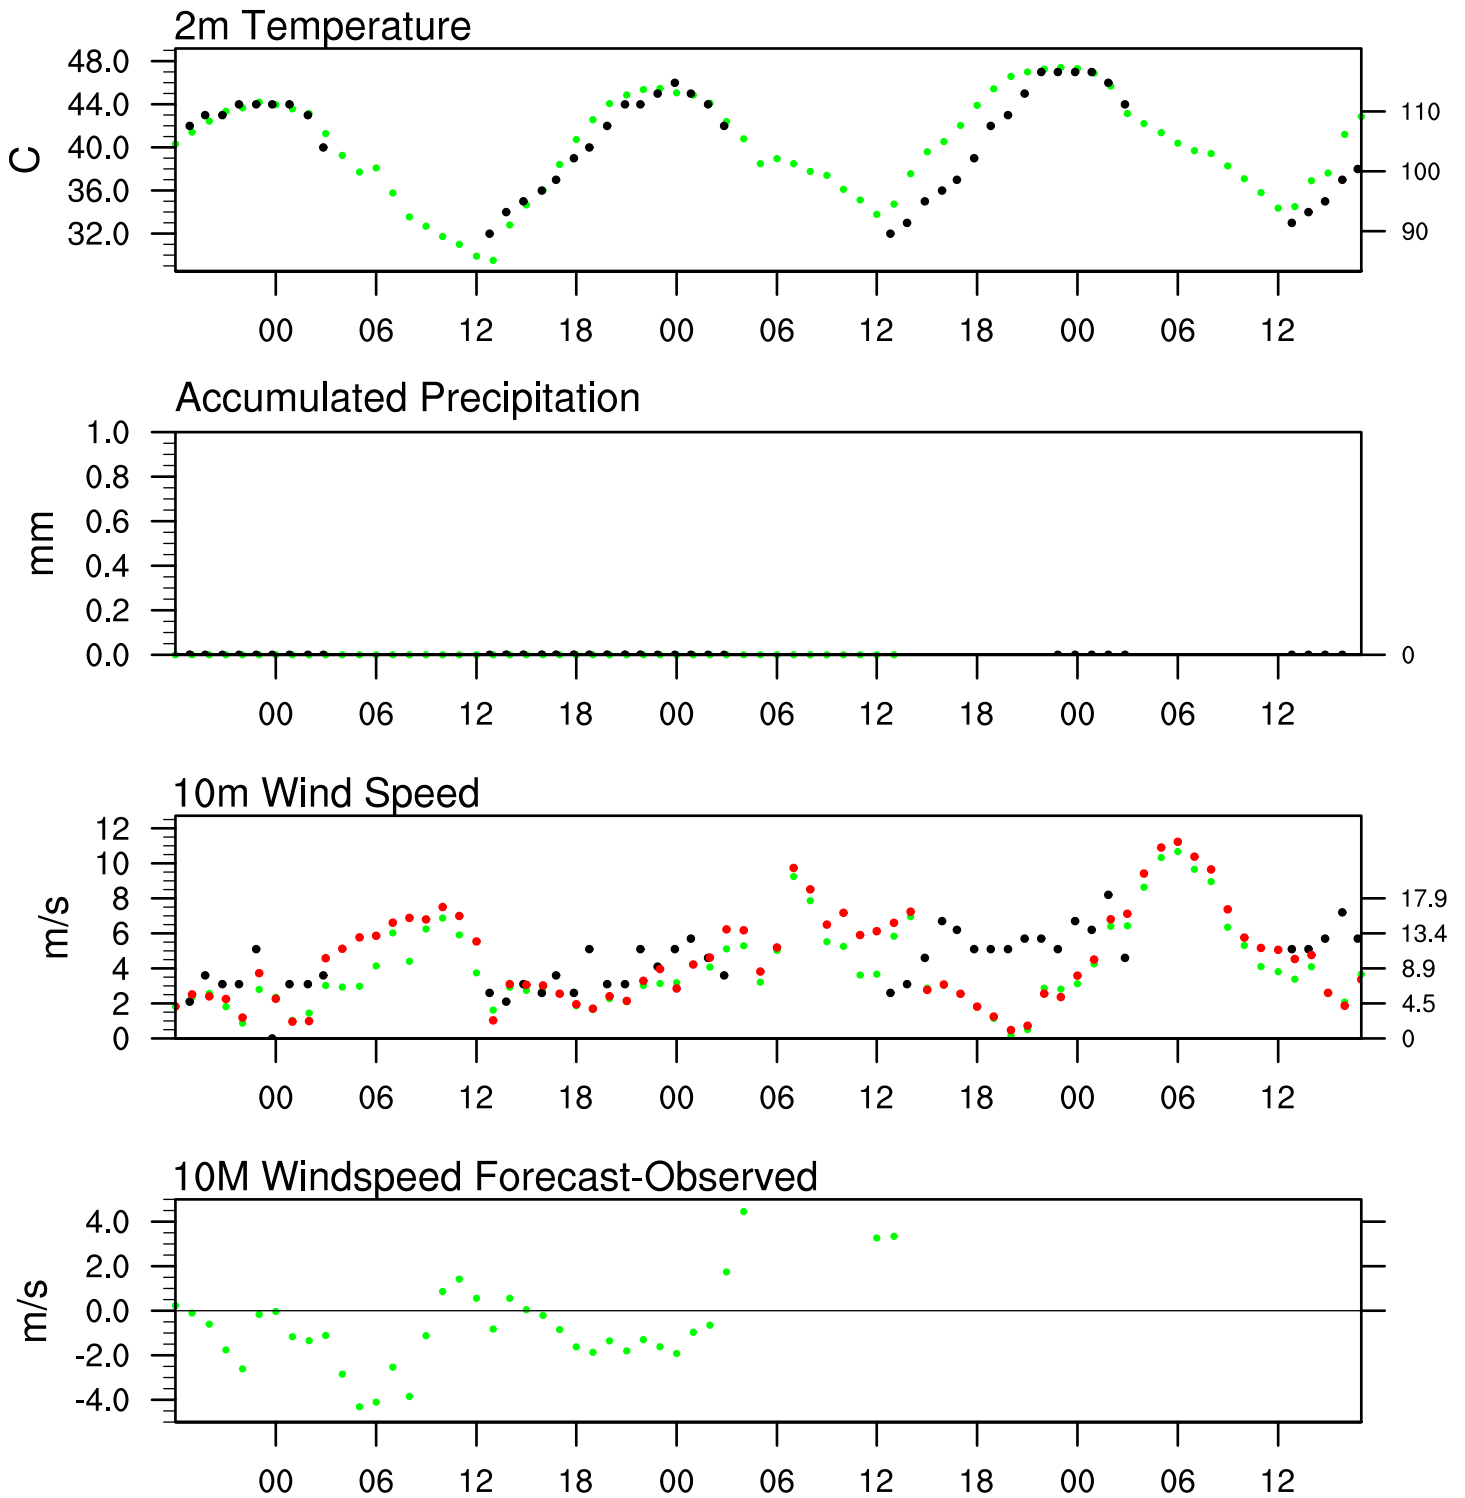 2m Temperature
48.0
44.0
40.0
36.0
32.0
C
110
100
90
00 06 12 18 00 06 12 18 00 06 12
Accumulated Precipitation
1.0
0.8
0.6
0.4
0.2
0.0
mm
0
00 06 12 18 00 06 12 18 00 06 12
10m Wind Speed
12
10
8
6
4
2
0
m/s
17.9
13.4
8.9
4.5
0
00 06 12 18 00 06 12 18 00 06 12
10M Windspeed Forecast-Observed
4.0
2.0
0.0
-2.0
-4.0
m/s
00 06 12 18 00 06 12 18 00 06 12